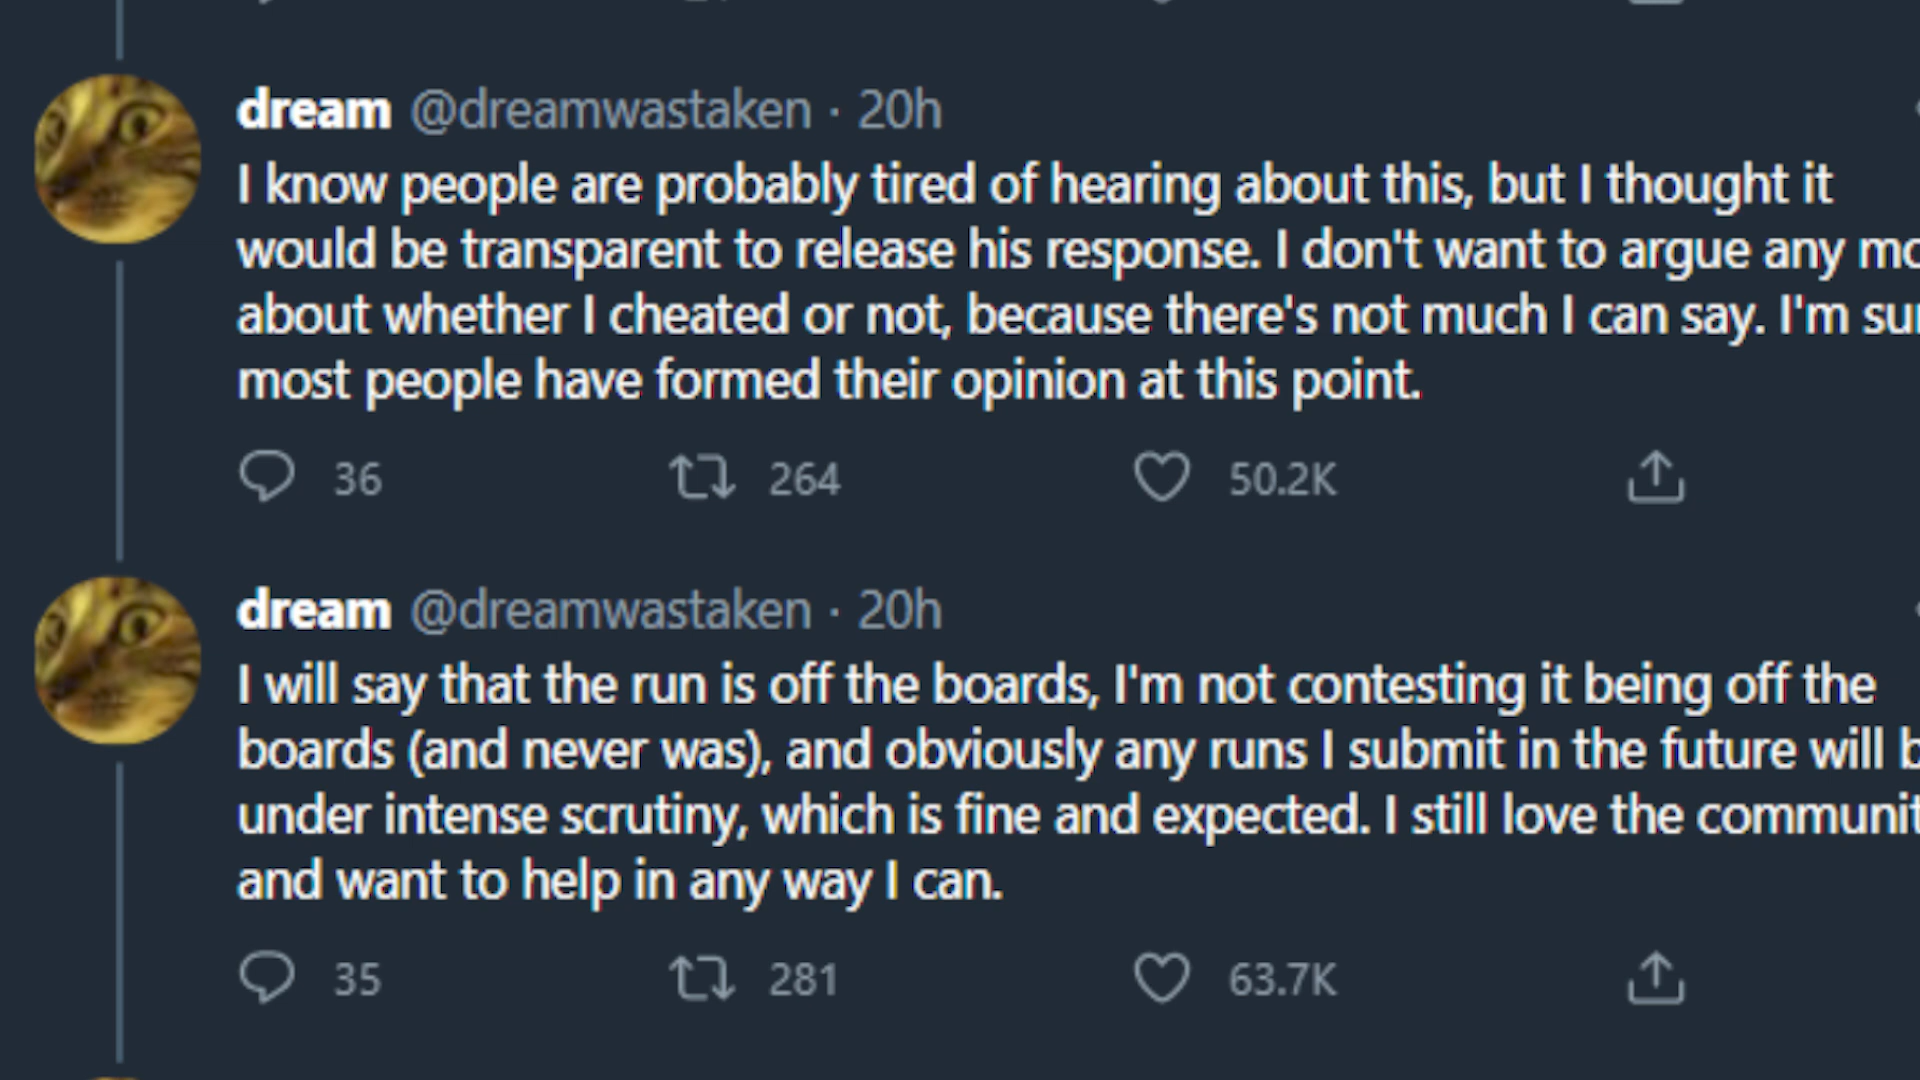 dream @dreamwastaken · 20h
I know people are probably tired of hearing about this, but I thought it
would be transparent to release his response. I don't want to argue any
about whether I cheated or not, because there's not much I can say. I'm
most people have formed their opinion at this point.
36 264 50.2K
dream @dreamwastaken · 20h
I will say that the run is off the boards, I'm not contesting it being off the
boards (and never was), and obviously any runs I submit in the future will
under intense scrutiny, which is fine and expected. I still love the
and want to help in any way I can.
35 281 63.7K